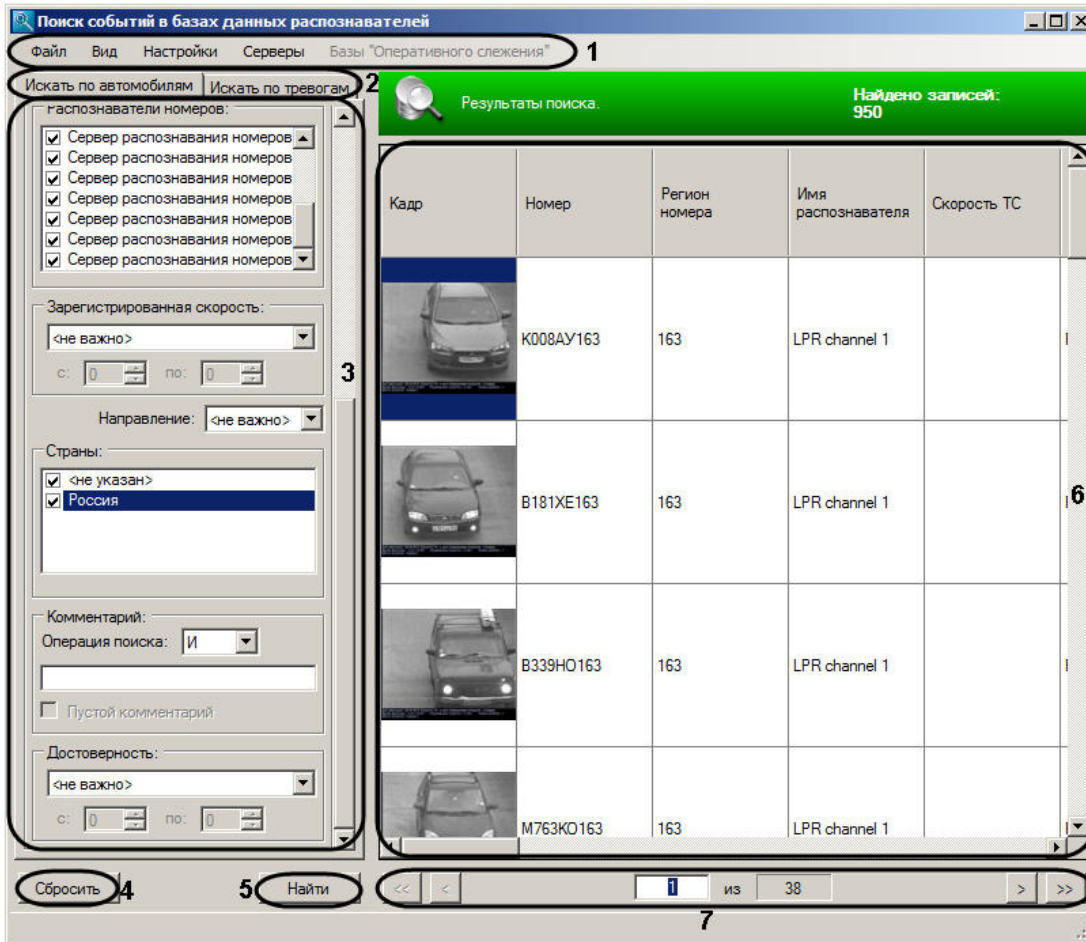 Поиск событий в базах данных распознавателей
Файл Вид Настройки Серверы Базы "Оперативного слежения" 1
Искать по автомобилям Искать по тревогам 2
Распознаватели номеров:
Сервер распознавания номеров
Сервер распознавания номеров
Сервер распознавания номеров
Сервер распознавания номеров
Сервер распознавания номеров
Сервер распознавания номеров
Сервер распознавания номеров
Зарегистрированная скорость:
<не важно>
с: 0 по: 0
3
Направление: <не важно>
Страны:
<не указан>
Россия
Комментарий:
Операция поиска: И
Пустой комментарий
Достоверность:
<не важно>
с: 0 по: 0
Сбросить 4 5 Найти
Результаты поиска.
Найдено записей:
950
Кадр Номер Регион номера Имя распознавателя Скорость ТС
К008АУ163 163 LPR channel 1
В181ХЕ163 163 LPR channel 1
6
В339НО163 163 LPR channel 1
М763КО163 163 LPR channel 1
<< < 1 из 38 > >>
7